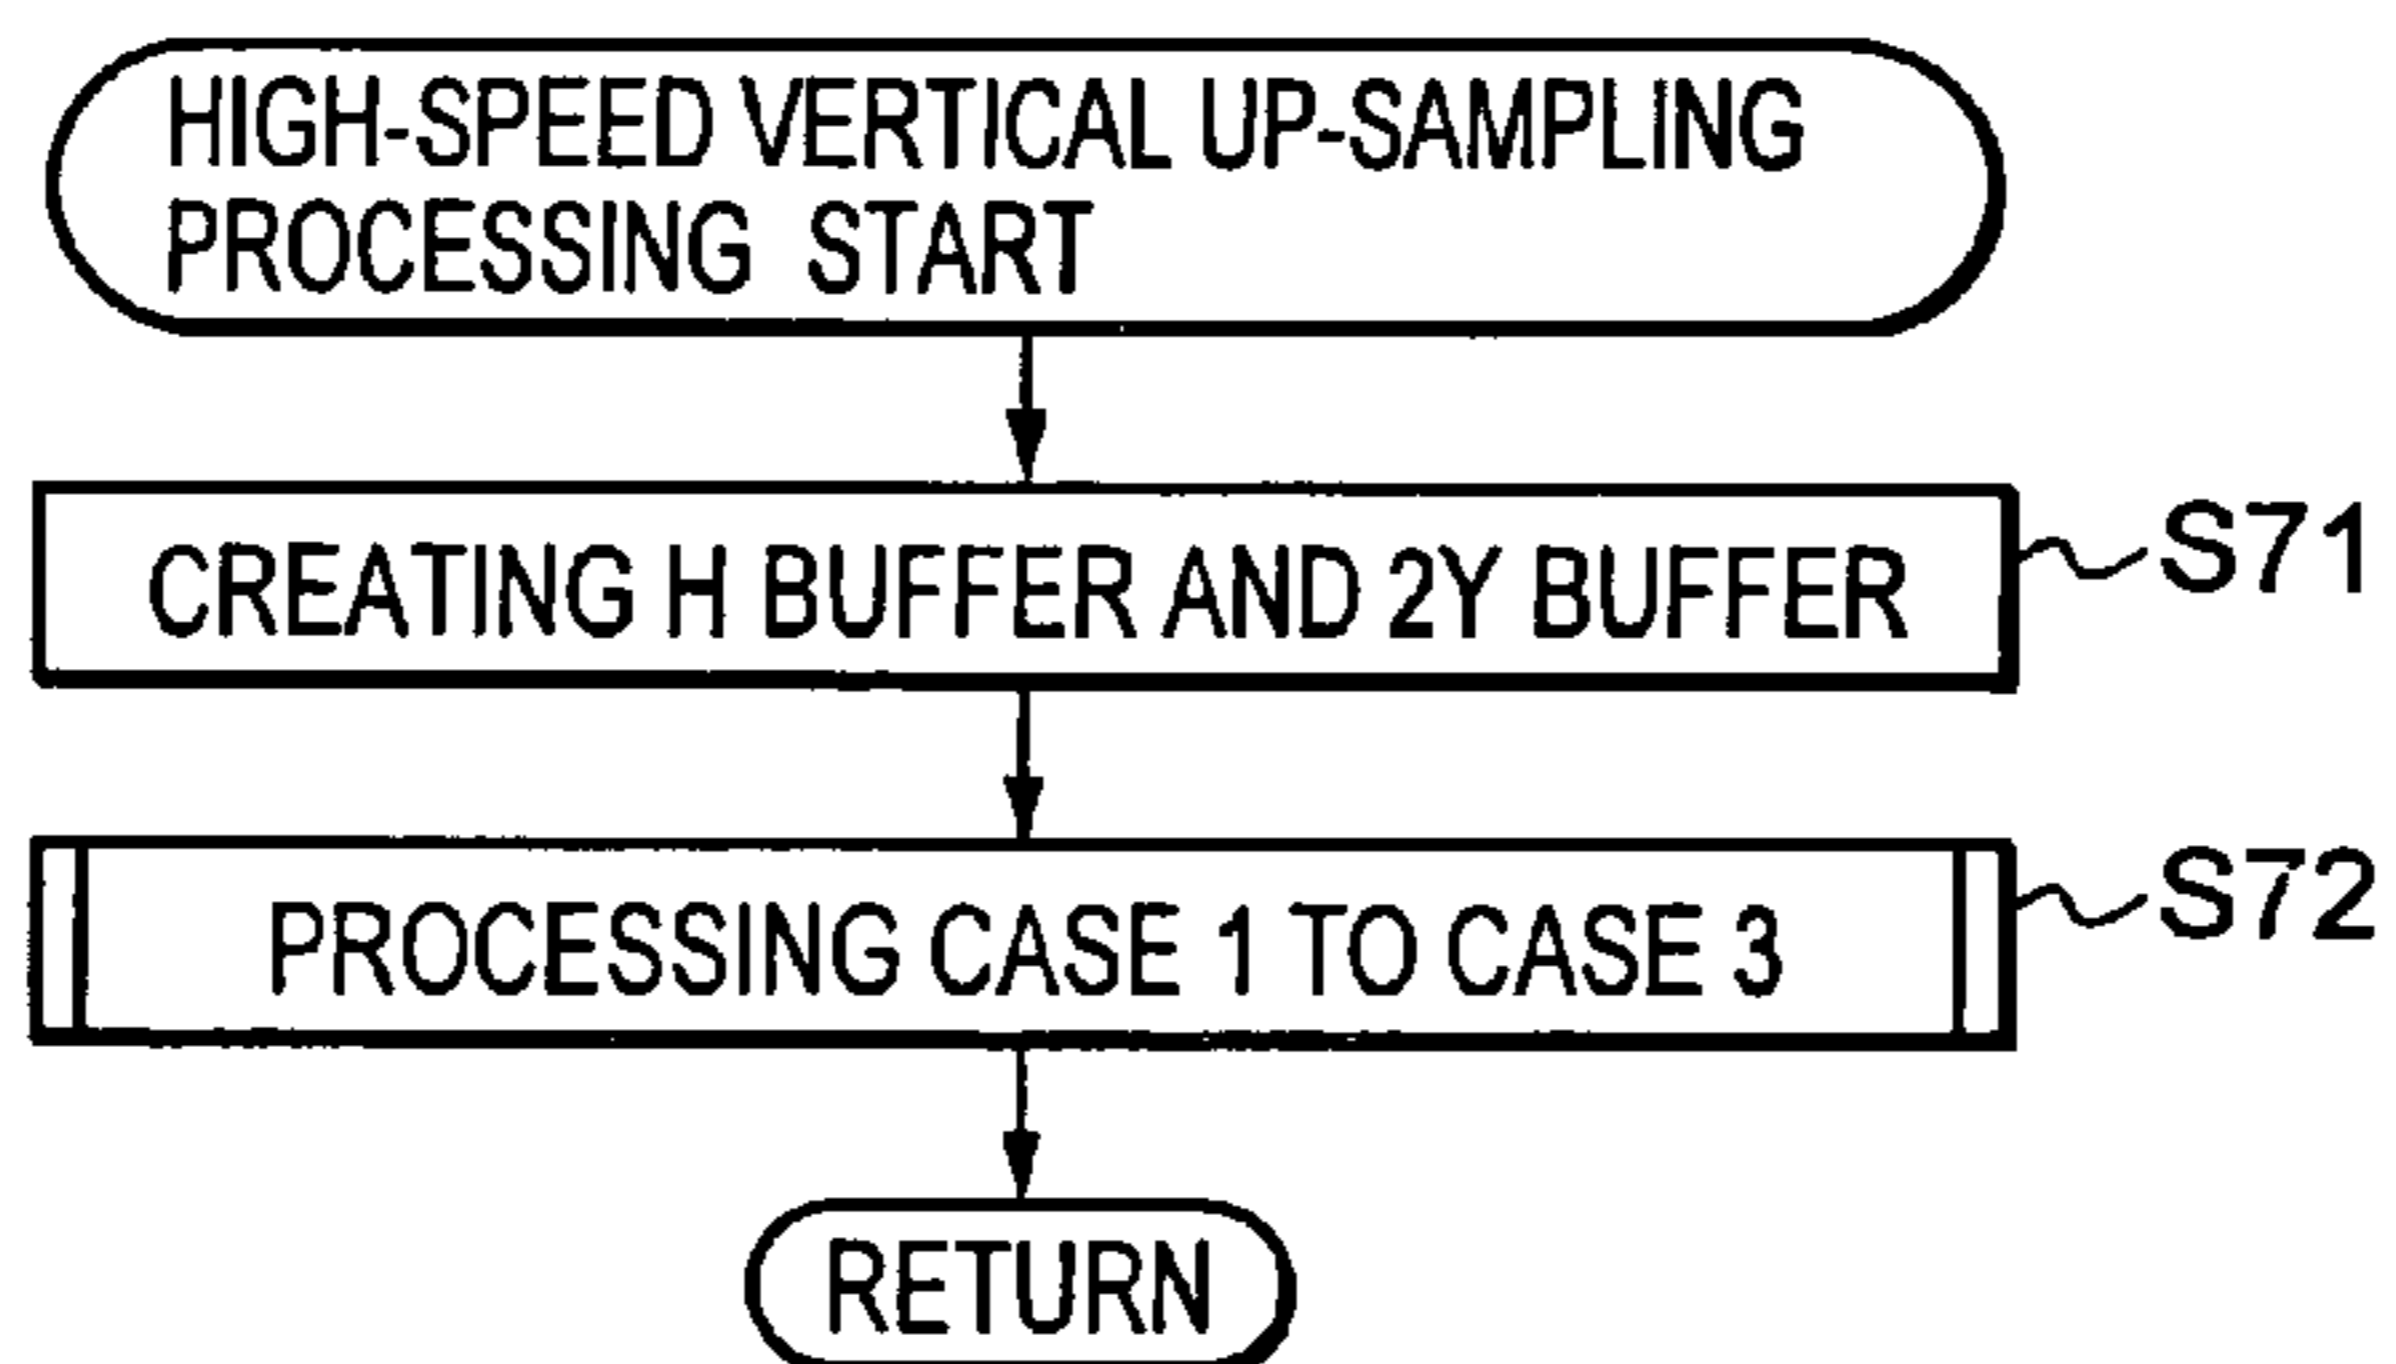 HIGH-SPEED VERTICAL UP-SAMPLING
PROCESSING START
CREATING H BUFFER AND 2Y BUFFER
S71
PROCESSING CASE 1 TO CASE 3
S72
RETURN